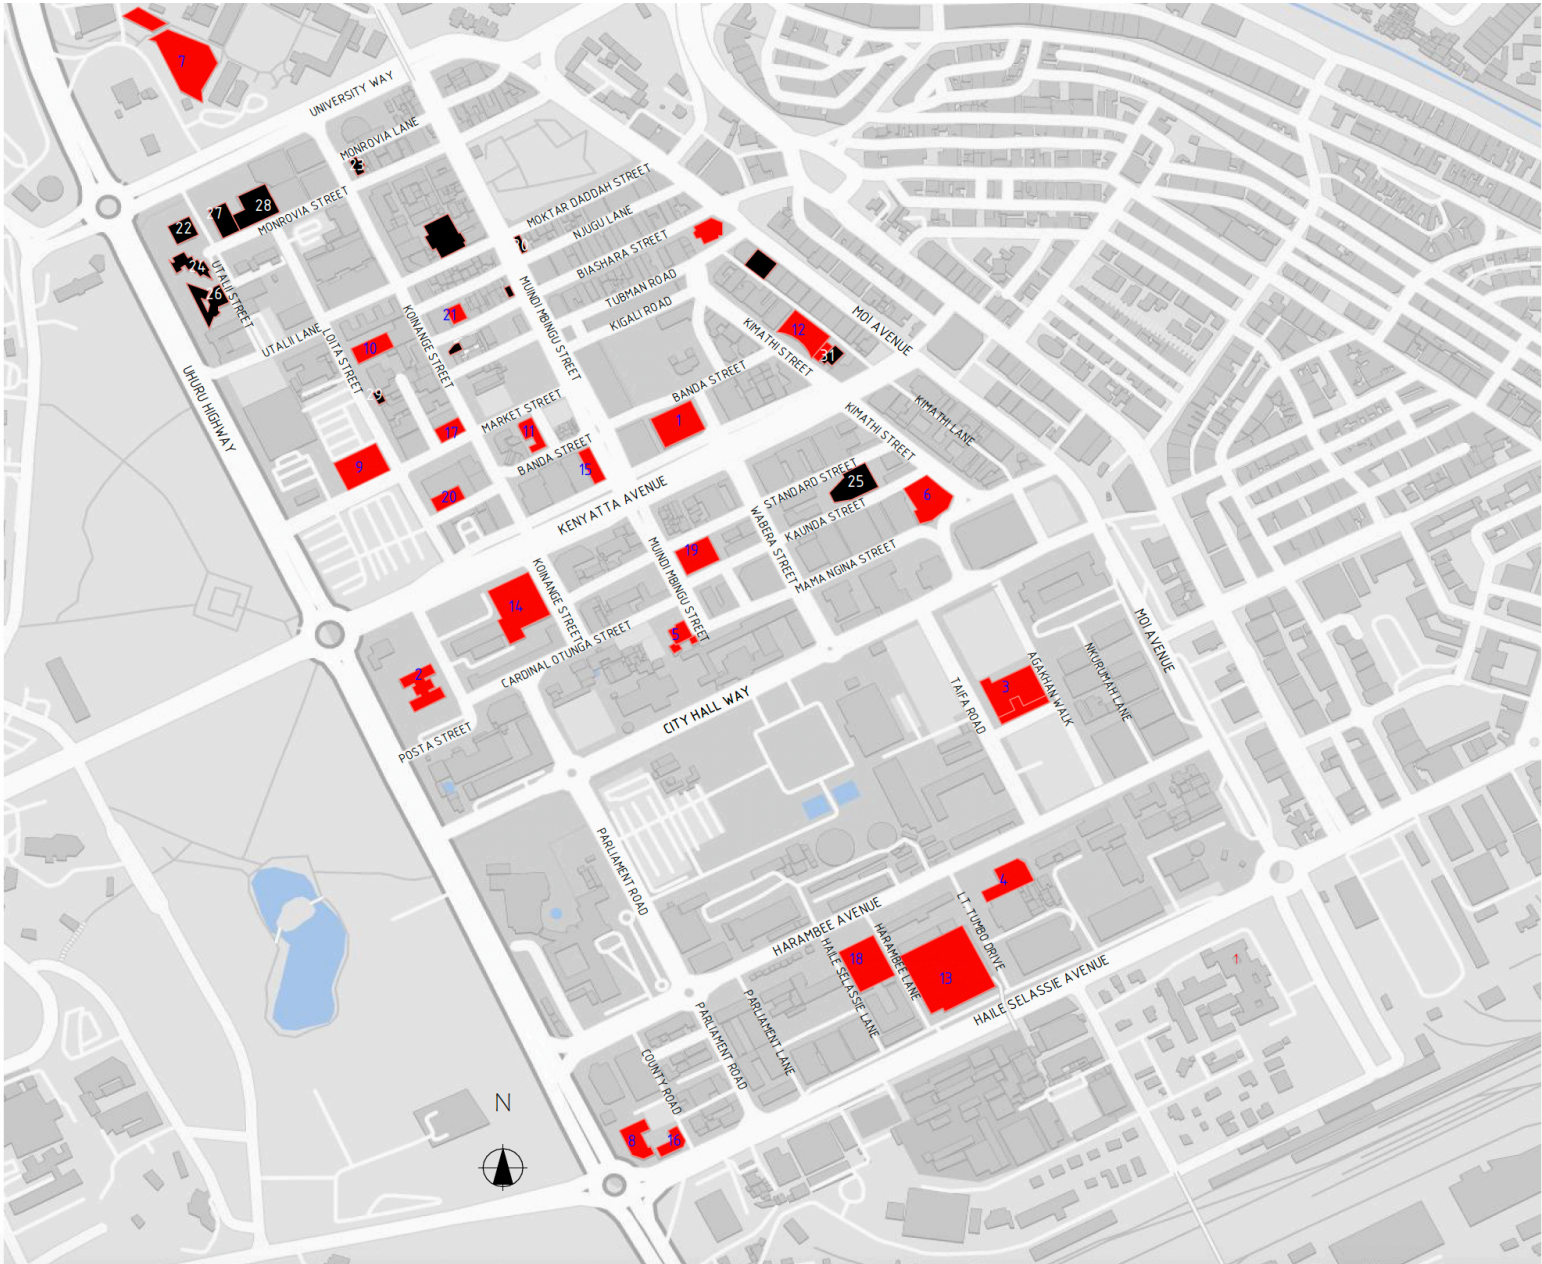 7
UNIVERSITY WAY
MONROVIA LANE
23
MONROVIA STREET
22
27
28
24
26
UTALII STREET
MOKTAR DADDAH STREET
NJUGU LANE
BIASHARA STREET
TUBMAN ROAD
KIGALI ROAD
MUINDI MBINGU STREET
KOINANGE STREET
21
10
UTALII LANE
LOITA STREET
29
UHURU HIGHWAY
MOI AVENUE
12
31
KIMATHI STREET
BANDA STREET
MARKET STREET
17
11
BANDA STREET
15
1
9
20
KENYATTA AVENUE
KIMATHI STREET
KIMATHI LANE
STANDARD STREET
25
KAUNDA STREET
6
WABERA STREET
MAMA NGINA STREET
19
MUINDI MBINGU STREET
KOINANGE STREET
14
5
CARDINAL OTUNGA STREET
2
POSTA STREET
CITY HALL WAY
TAIFA ROAD
3
AGAKHAN WALK
NKURUMAH LANE
MOI AVENUE
PARLIAMENT ROAD
4
LT. TUMBO DRIVE
HARAMBEE AVENUE
18
HAILE SELASSIE LANE
HARAMBEE LANE
13
HAILE SELASSIE AVENUE
1
PARLIAMENT ROAD
PARLIAMENT LANE
COUNTY ROAD
8
16
N